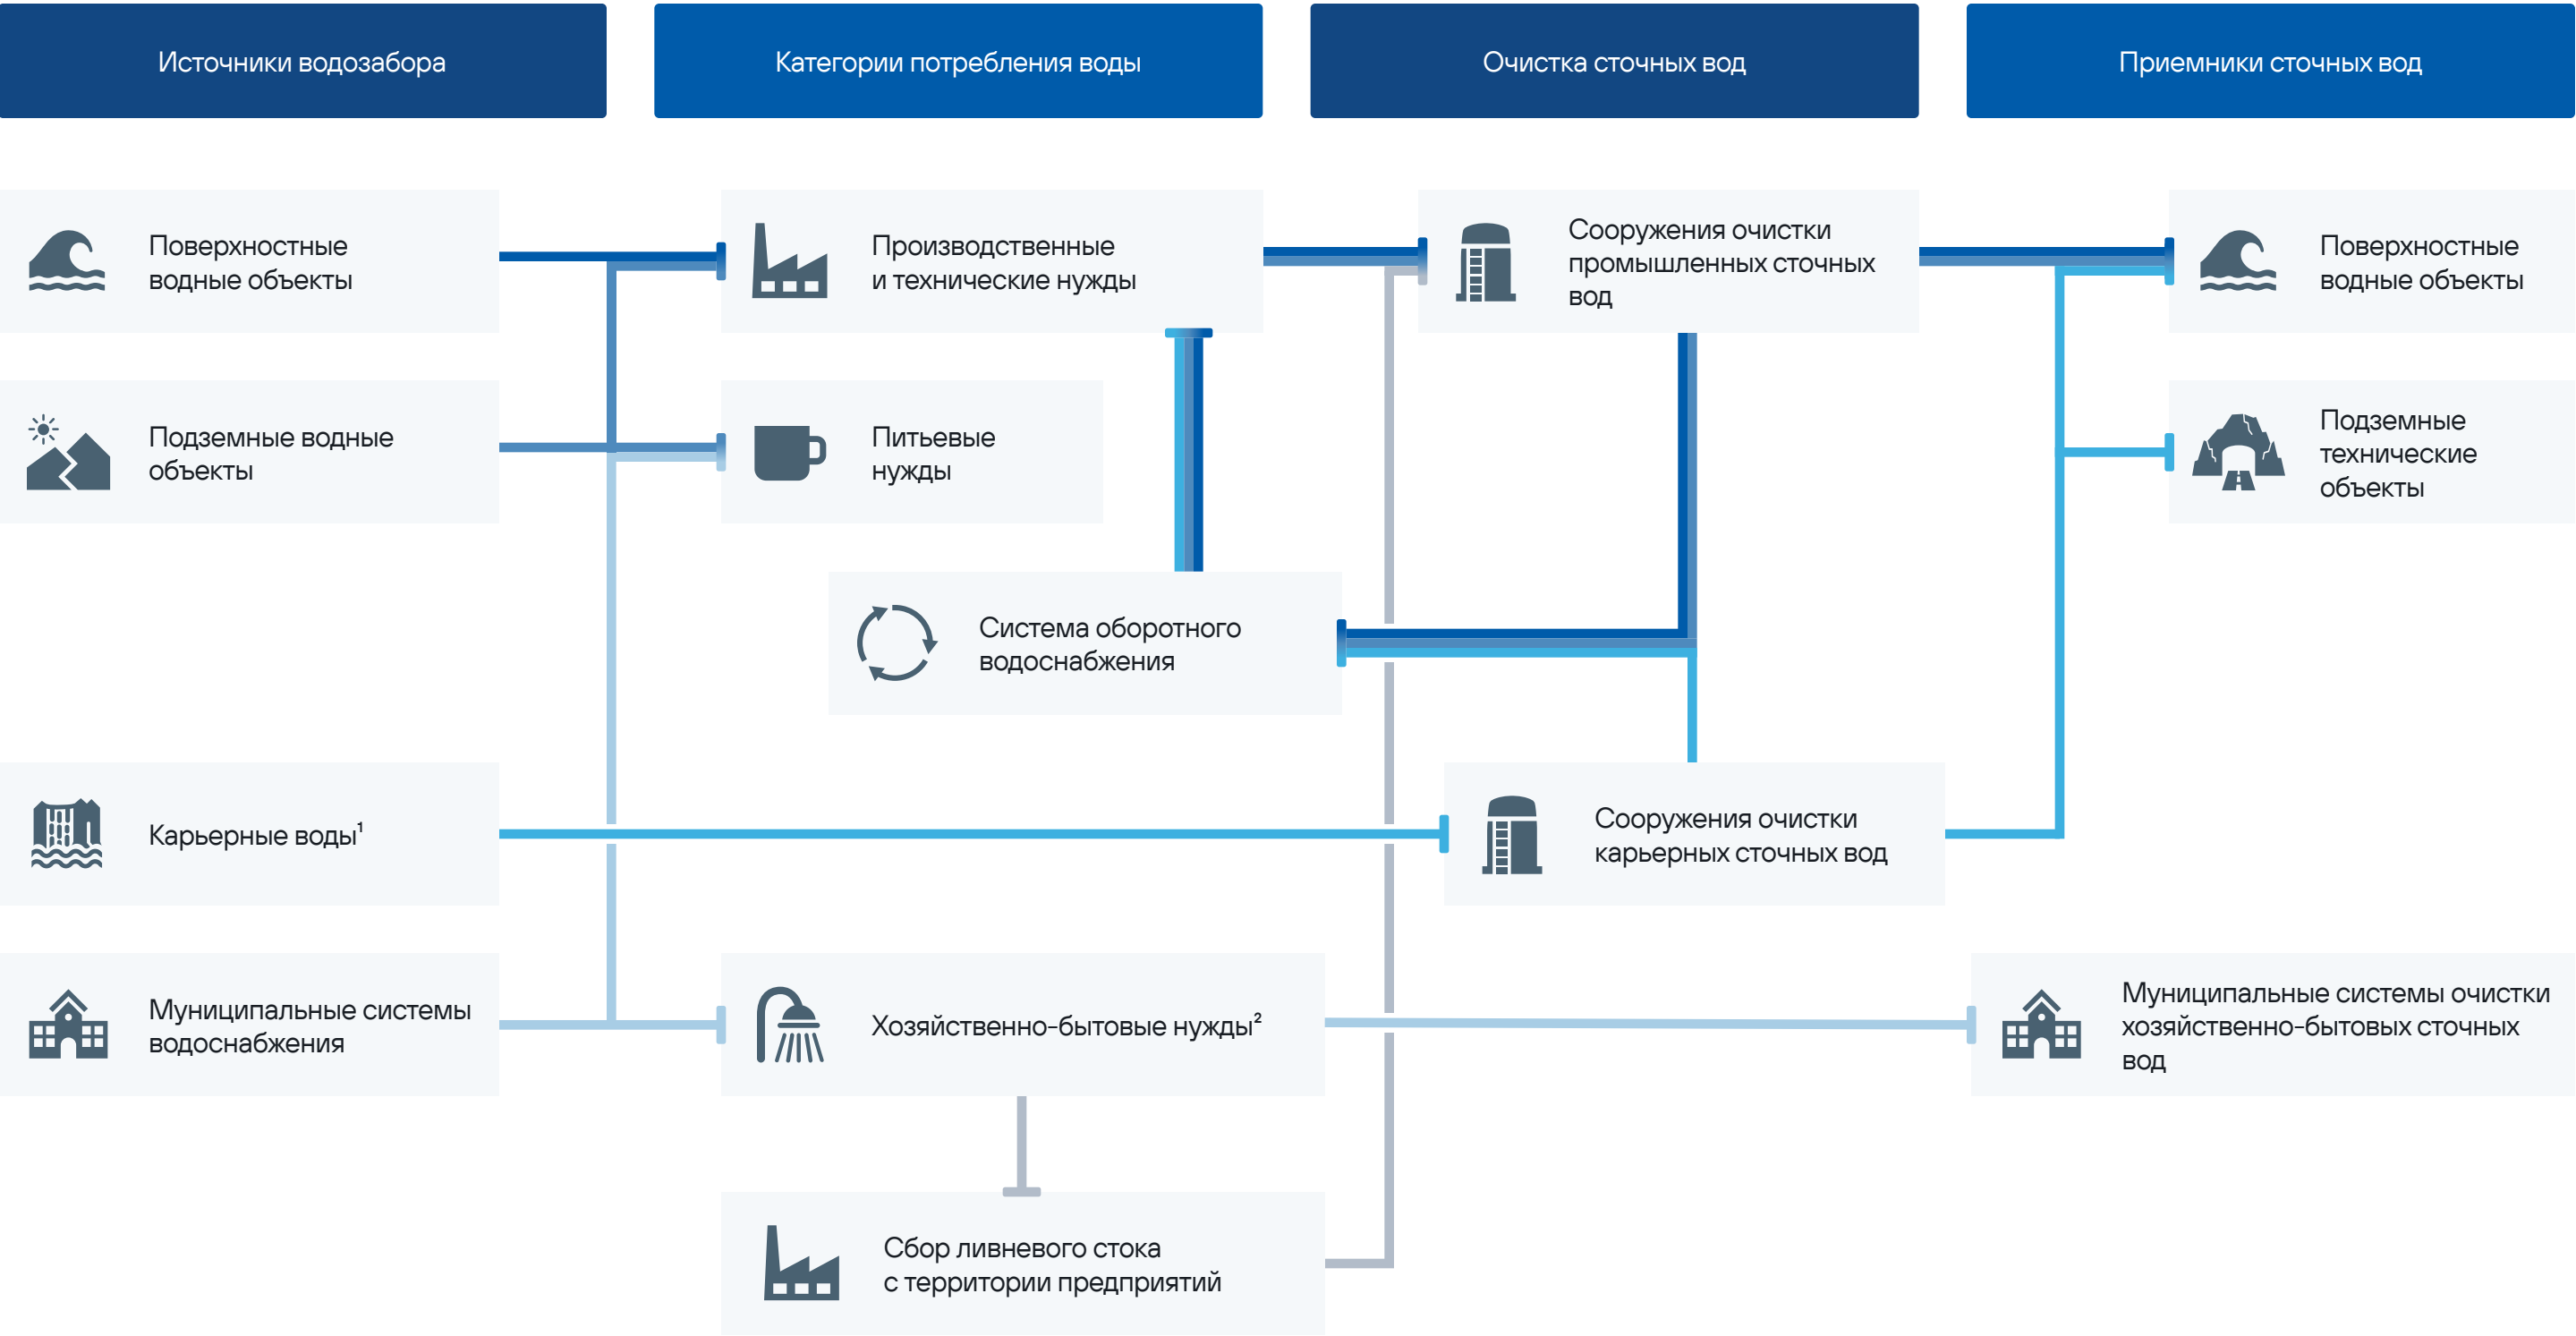 Источники водозабора
Категории потребления воды
Очистка сточных вод
Приемники сточных вод
Поверхностные
водные объекты
Производственные
и технические нужды
Сооружения очистки
промышленных сточных
вод
Поверхностные
водные объекты
Подземные водные
объекты
Питьевые
нужды
Подземные
технические
объекты
Система оборотного
водоснабжения
Карьерные воды¹
Сооружения очистки
карьерных сточных вод
Муниципальные системы
водоснабжения
Хозяйственно-бытовые нужды²
Муниципальные системы очистки
хозяйственно-бытовых сточных
вод
Сбор ливневого стока
с территории предприятий